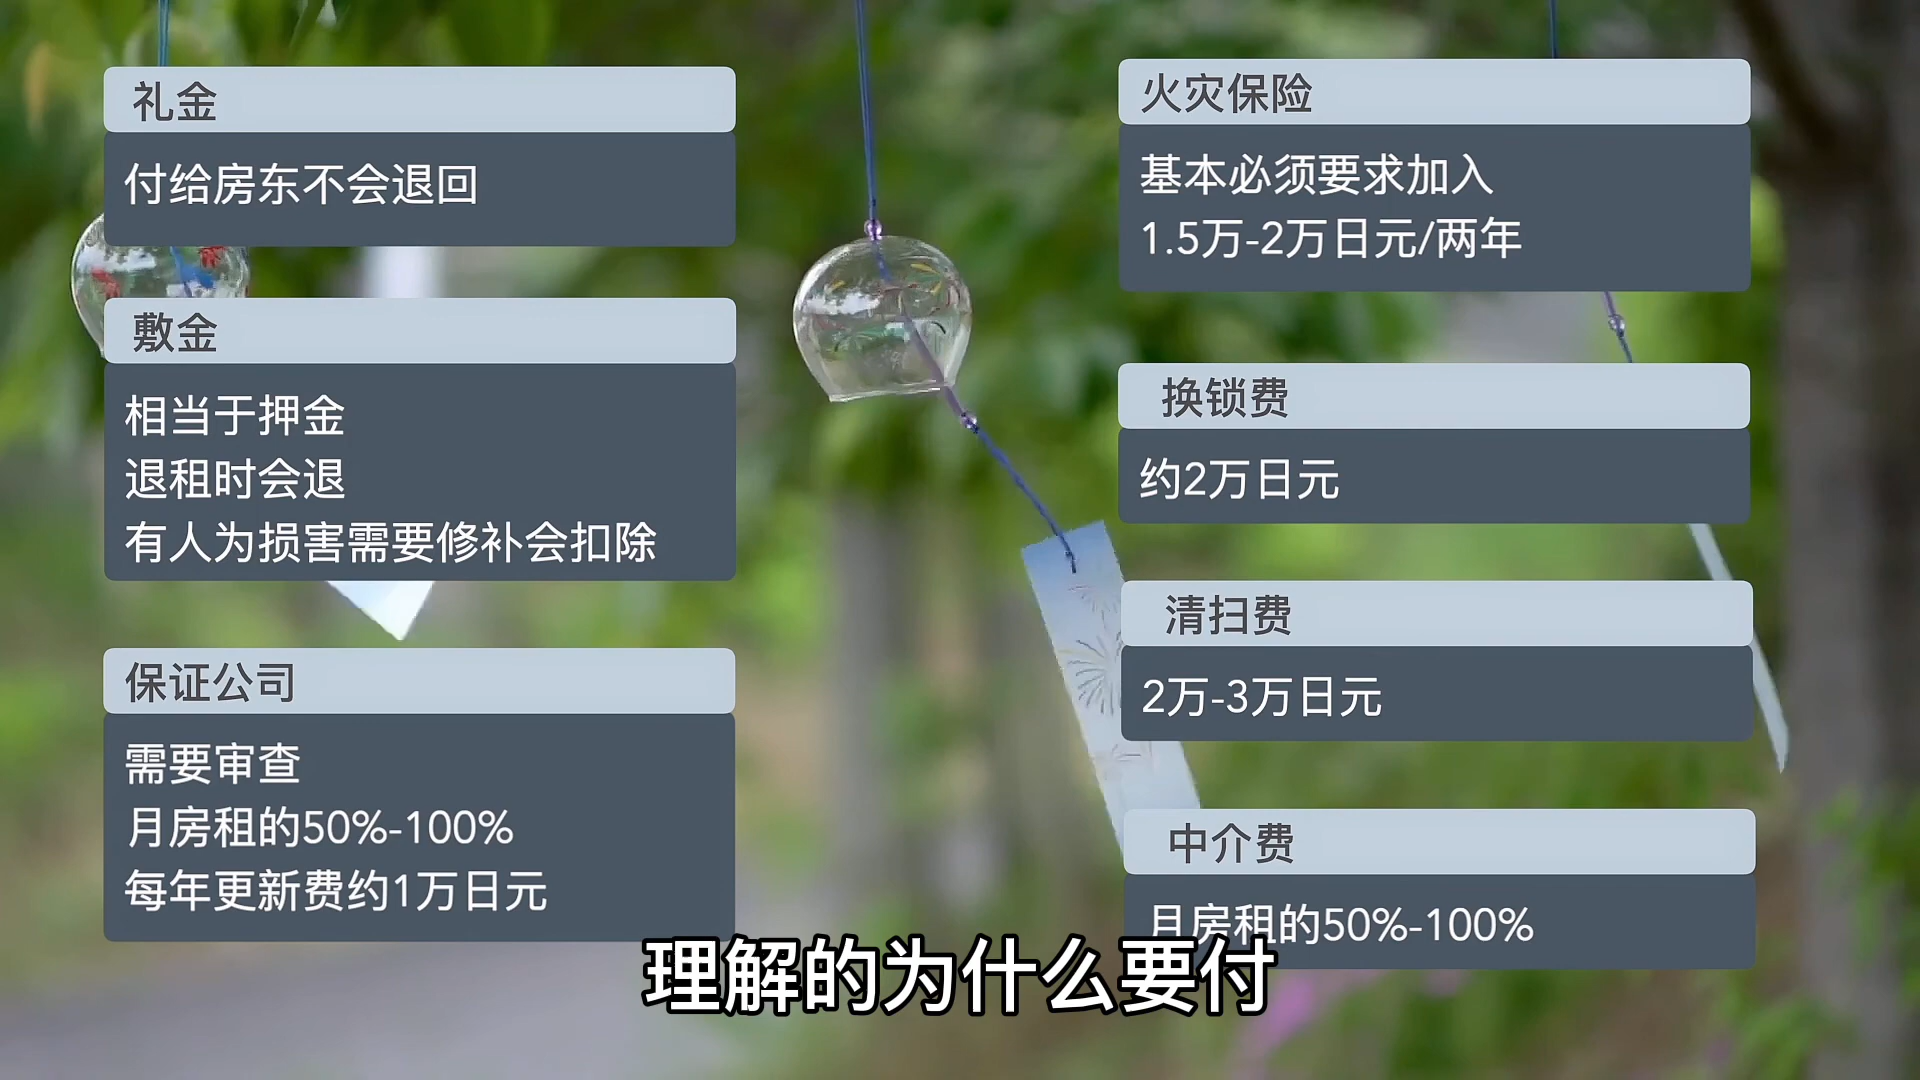 礼金
付给房东不会退回
敷金
相当于押金
退租时会退
有人为损害需要修补会扣除
保证公司
需要审查
月房租的50%-100%
每年更新费约1万日元
火灾保险
基本必须要求加入
1.5万-2万日元/两年
换锁费
约2万日元
清扫费
2万-3万日元
中介费
月房租的50%-100%
理解的为什么要付